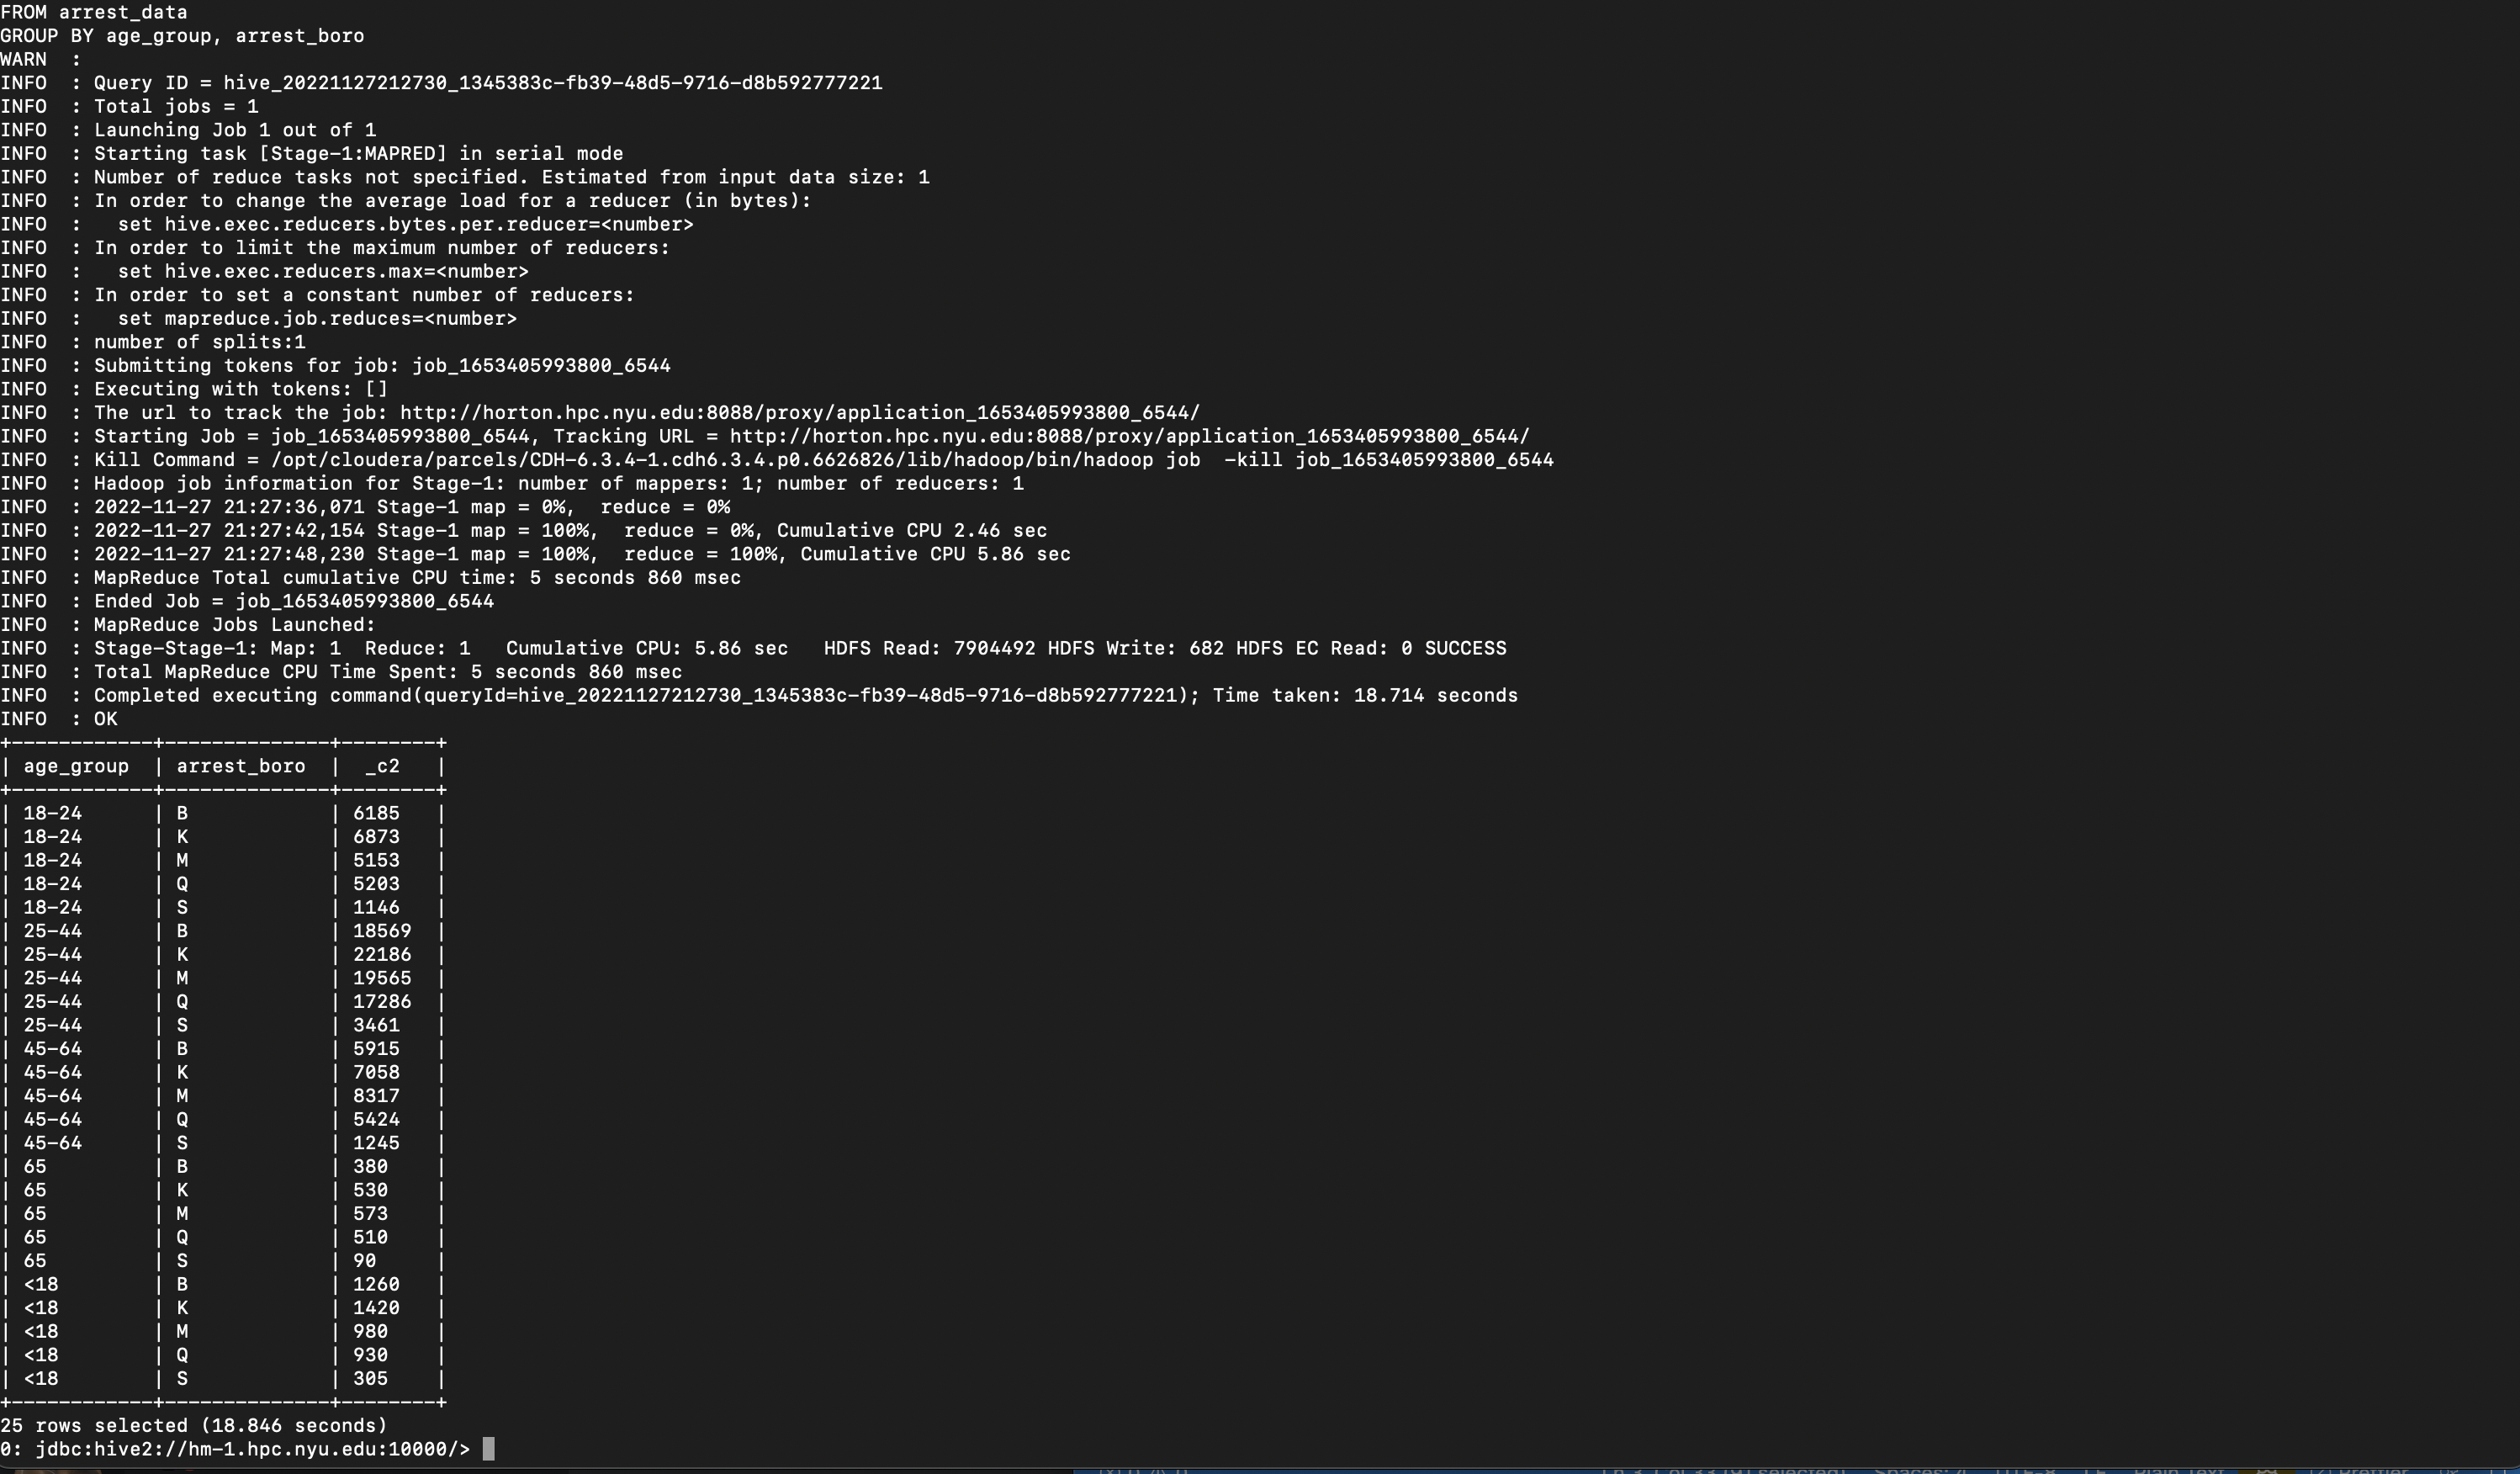 FROM arrest_data
GROUP BY age_group, arrest_boro
WARN  :
INFO  : Query ID = hive_20221127212730_1345383c-fb39-48d5-9716-d8b592777221
INFO  : Total jobs = 1
INFO  : Launching Job 1 out of 1
INFO  : Starting task [Stage-1:MAPRED] in serial mode
INFO  : Number of reduce tasks not specified. Estimated from input data size: 1
INFO  : In order to change the average load for a reducer (in bytes):
INFO  :   set hive.exec.reducers.bytes.per.reducer=<number>
INFO  : In order to limit the maximum number of reducers:
INFO  :   set hive.exec.reducers.max=<number>
INFO  : In order to set a constant number of reducers:
INFO  :   set mapreduce.job.reduces=<number>
INFO  : number of splits:1
INFO  : Submitting tokens for job: job_1653405993800_6544
INFO  : Executing with tokens: []
INFO  : The url to track the job: http://horton.hpc.nyu.edu:8088/proxy/application_1653405993800_6544/
INFO  : Starting Job = job_1653405993800_6544, Tracking URL = http://horton.hpc.nyu.edu:8088/proxy/application_1653405993800_6544/
INFO  : Kill Command = /opt/cloudera/parcels/CDH-6.3.4-1.cdh6.3.4.p0.6626826/lib/hadoop/bin/hadoop job  -kill job_1653405993800_6544
INFO  : Hadoop job information for Stage-1: number of mappers: 1; number of reducers: 1
INFO  : 2022-11-27 21:27:36,071 Stage-1 map = 0%,  reduce = 0%
INFO  : 2022-11-27 21:27:42,154 Stage-1 map = 100%,  reduce = 0%, Cumulative CPU 2.46 sec
INFO  : 2022-11-27 21:27:48,230 Stage-1 map = 100%,  reduce = 100%, Cumulative CPU 5.86 sec
INFO  : MapReduce Total cumulative CPU time: 5 seconds 860 msec
INFO  : Ended Job = job_1653405993800_6544
INFO  : MapReduce Jobs Launched:
INFO  : Stage-Stage-1: Map: 1  Reduce: 1   Cumulative CPU: 5.86 sec   HDFS Read: 7904492 HDFS Write: 682 HDFS EC Read: 0 SUCCESS
INFO  : Total MapReduce CPU Time Spent: 5 seconds 860 msec
INFO  : Completed executing command(queryId=hive_20221127212730_1345383c-fb39-48d5-9716-d8b592777221); Time taken: 18.714 seconds
INFO  : OK
+------------+--------------+--------+
| age_group  | arrest_boro  |  _c2   |
+------------+--------------+--------+
| 18-24      | B            | 6185   |
| 18-24      | K            | 6873   |
| 18-24      | M            | 5153   |
| 18-24      | Q            | 5203   |
| 18-24      | S            | 1146   |
| 25-44      | B            | 18569  |
| 25-44      | K            | 22186  |
| 25-44      | M            | 19565  |
| 25-44      | Q            | 17286  |
| 25-44      | S            | 3461   |
| 45-64      | B            | 5915   |
| 45-64      | K            | 7058   |
| 45-64      | M            | 8317   |
| 45-64      | Q            | 5424   |
| 45-64      | S            | 1245   |
| 65         | B            | 380    |
| 65         | K            | 530    |
| 65         | M            | 573    |
| 65         | Q            | 510    |
| 65         | S            | 90     |
| <18        | B            | 1260   |
| <18        | K            | 1420   |
| <18        | M            | 980    |
| <18        | Q            | 930    |
| <18        | S            | 305    |
+------------+--------------+--------+
25 rows selected (18.846 seconds)
0: jdbc:hive2://hm-1.hpc.nyu.edu:10000/>